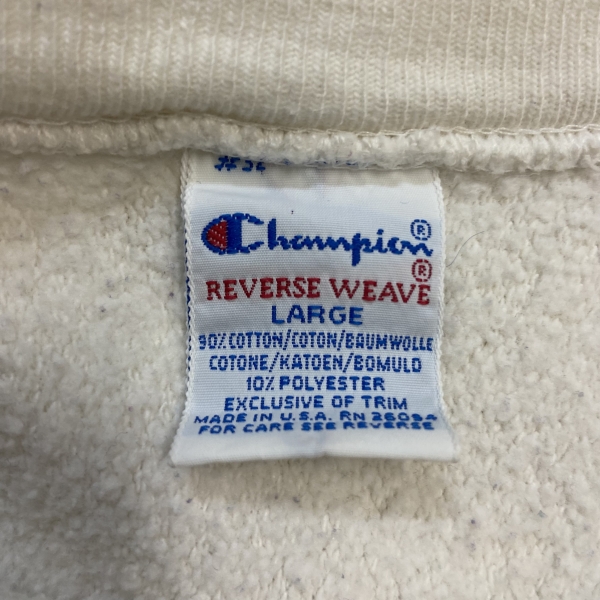 Champion®
®
REVERSE WEAVE
LARGE
90% COTTON/COTON/BAUMWOLLE
COTONE/KATOEN/BOMULD
10% POLYESTER
EXCLUSIVE OF TRIM
MADE IN U.S.A. RN 26094
FOR CARE SEE REVERSE